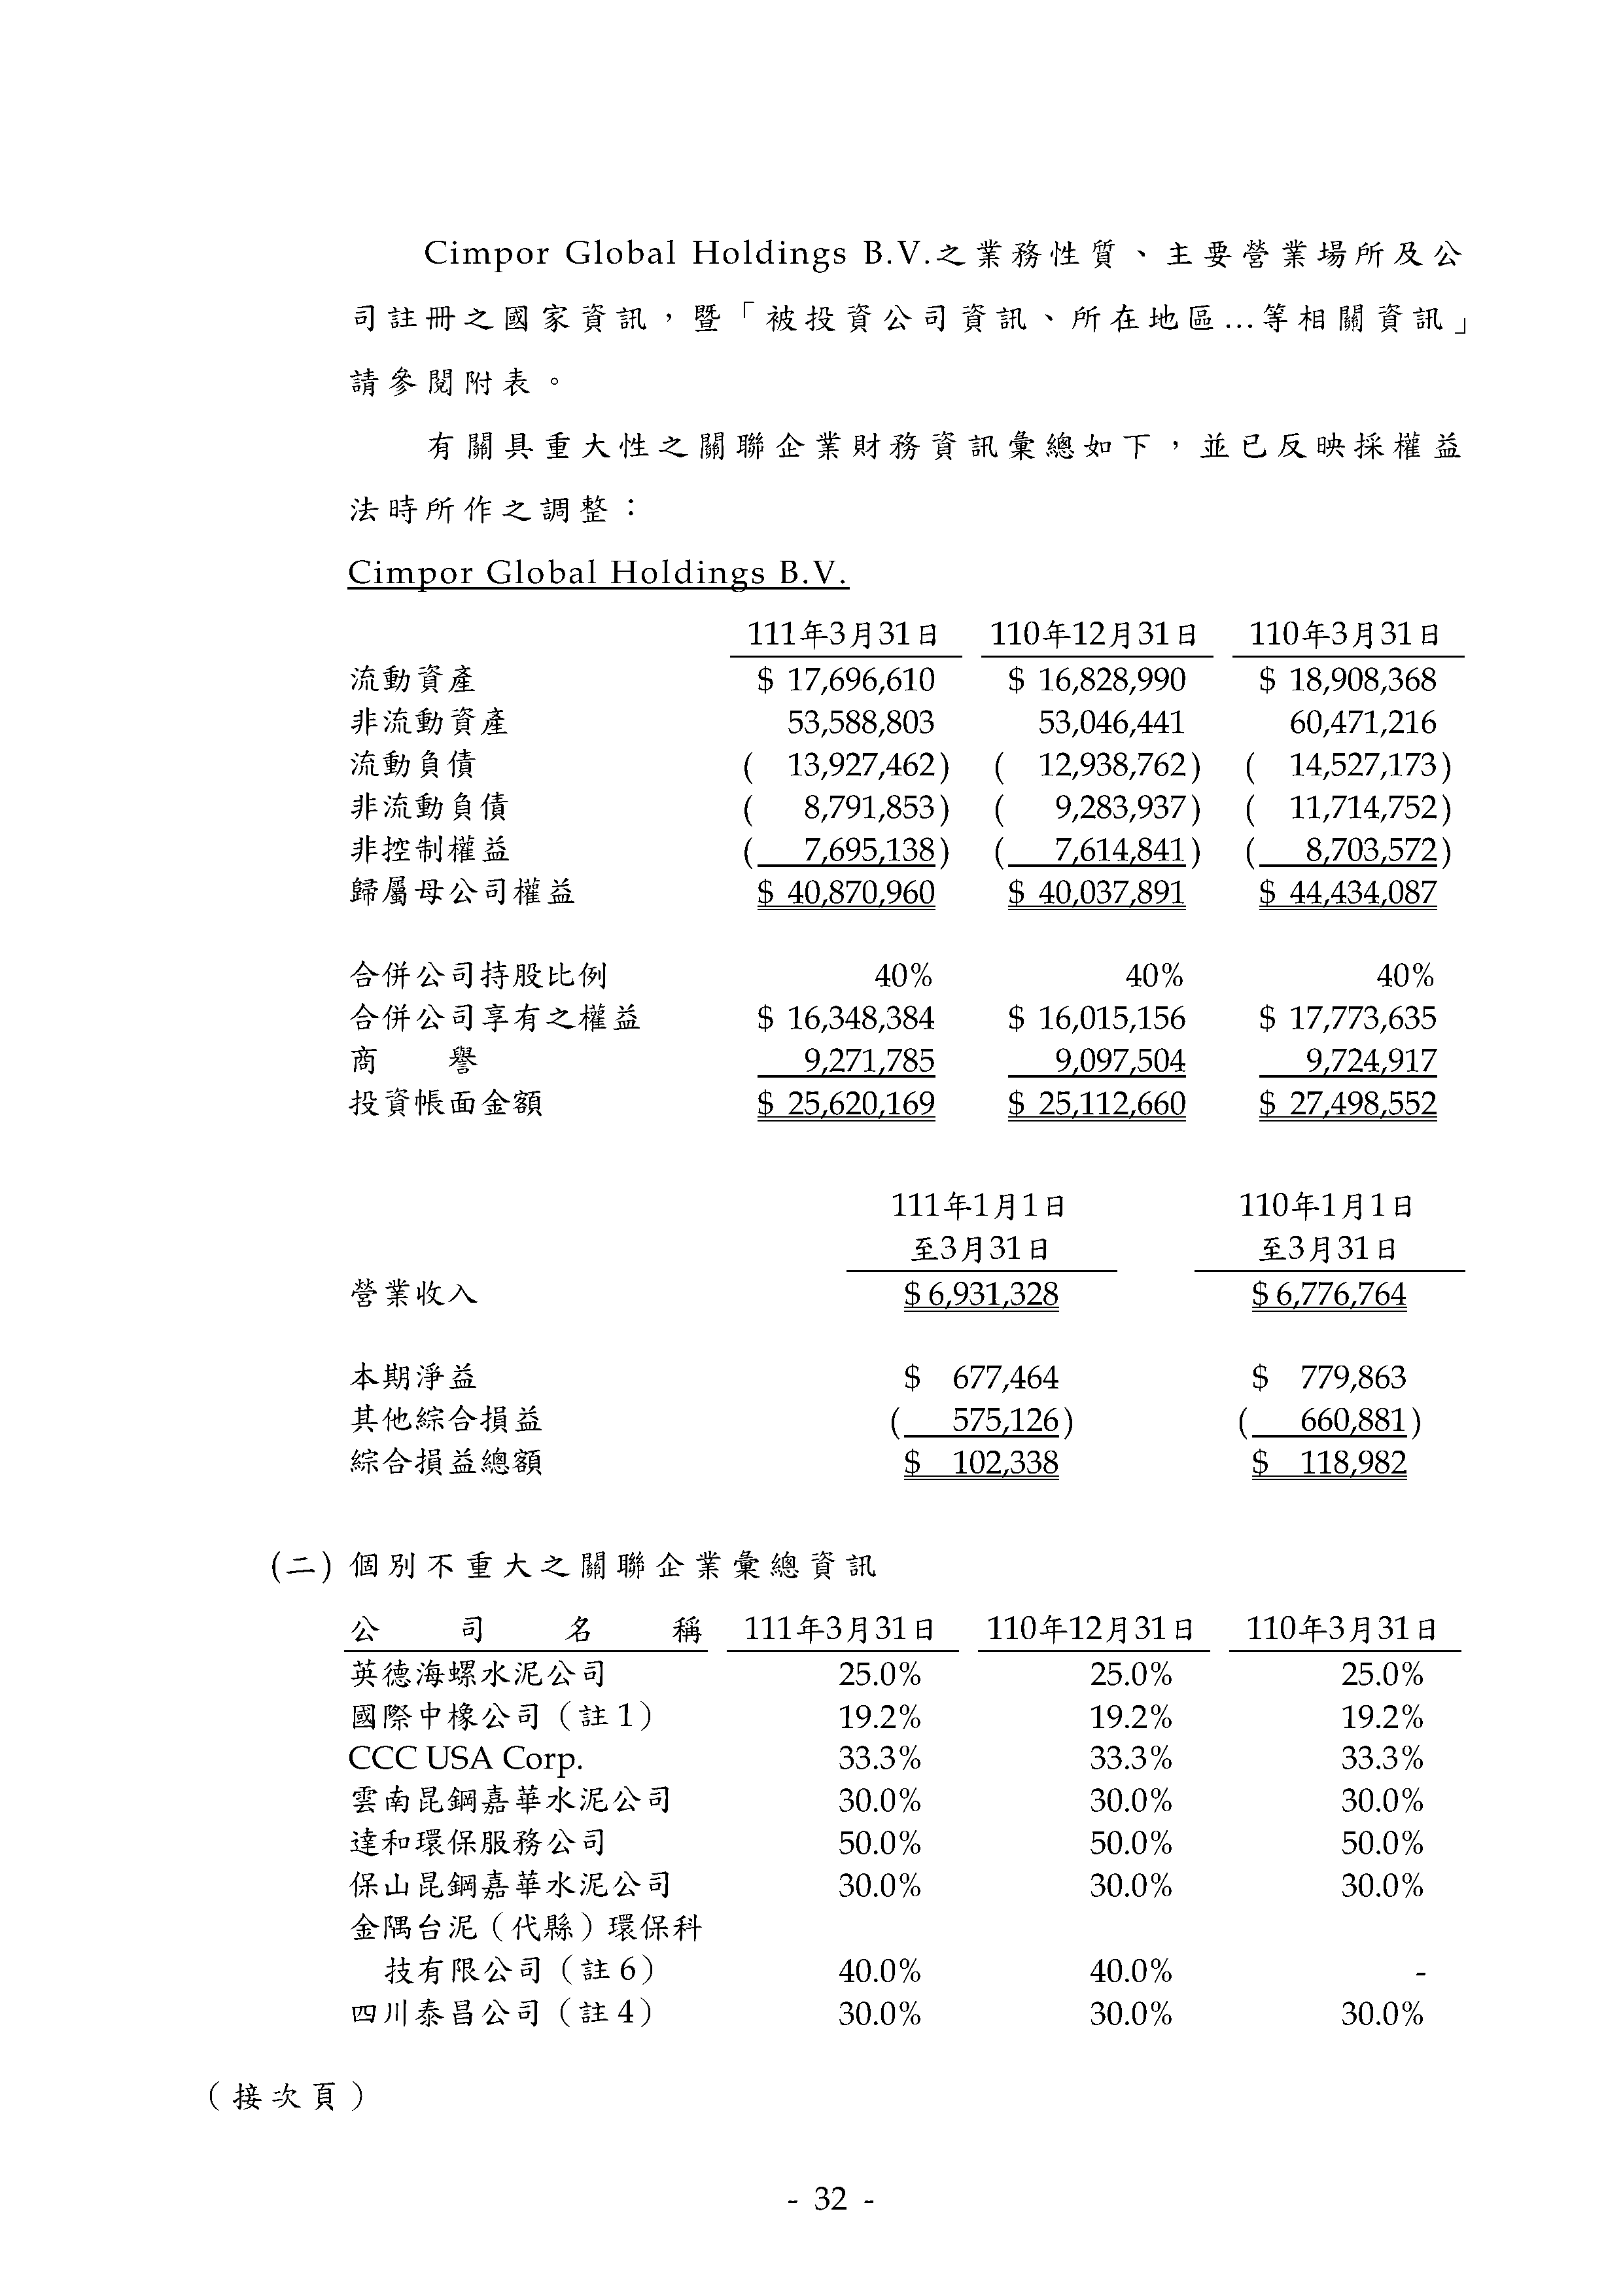 Cimpor Global Holdings B.V.之業務性質、主要營業場所及公
司註冊之國家資訊，暨「被投資公司資訊、所在地區…等相關資訊」
請參閱附表。
有關具重大性之關聯企業財務資訊彙總如下，並已反映採權益
法時所作之調整：
Cimpor Global Holdings B.V.
111年3月31日 110年12月31日 110年3月31日
流動資產 $ 17,696,610 $ 16,828,990 $ 18,908,368
非流動資產 53,588,803 53,046,441 60,471,216
流動負債 ( 13,927,462) ( 12,938,762) ( 14,527,173)
非流動負債 ( 8,791,853) ( 9,283,937) ( 11,714,752)
非控制權益 ( 7,695,138) ( 7,614,841) ( 8,703,572)
歸屬母公司權益 $ 40,870,960 $ 40,037,891 $ 44,434,087
合併公司持股比例 40% 40% 40%
合併公司享有之權益 $ 16,348,384 $ 16,015,156 $ 17,773,635
商 譽 9,271,785 9,097,504 9,724,917
投資帳面金額 $ 25,620,169 $ 25,112,660 $ 27,498,552
111年1月1日 110年1月1日
至3月31日 至3月31日
營業收入 $ 6,931,328 $ 6,776,764
本期淨益 $ 677,464 $ 779,863
其他綜合損益 ( 575,126) ( 660,881)
綜合損益總額 $ 102,338 $ 118,982
(二) 個別不重大之關聯企業彙總資訊
公 司 名 稱 111年3月31日 110年12月31日 110年3月31日
英德海螺水泥公司 25.0% 25.0% 25.0%
國際中橡公司（註1） 19.2% 19.2% 19.2%
CCC USA Corp. 33.3% 33.3% 33.3%
雲南昆鋼嘉華水泥公司 30.0% 30.0% 30.0%
達和環保服務公司 50.0% 50.0% 50.0%
保山昆鋼嘉華水泥公司 30.0% 30.0% 30.0%
金隅台泥（代縣）環保科
技有限公司（註6） 40.0% 40.0% -
四川泰昌公司（註4） 30.0% 30.0% 30.0%
（接次頁）
- 32 -